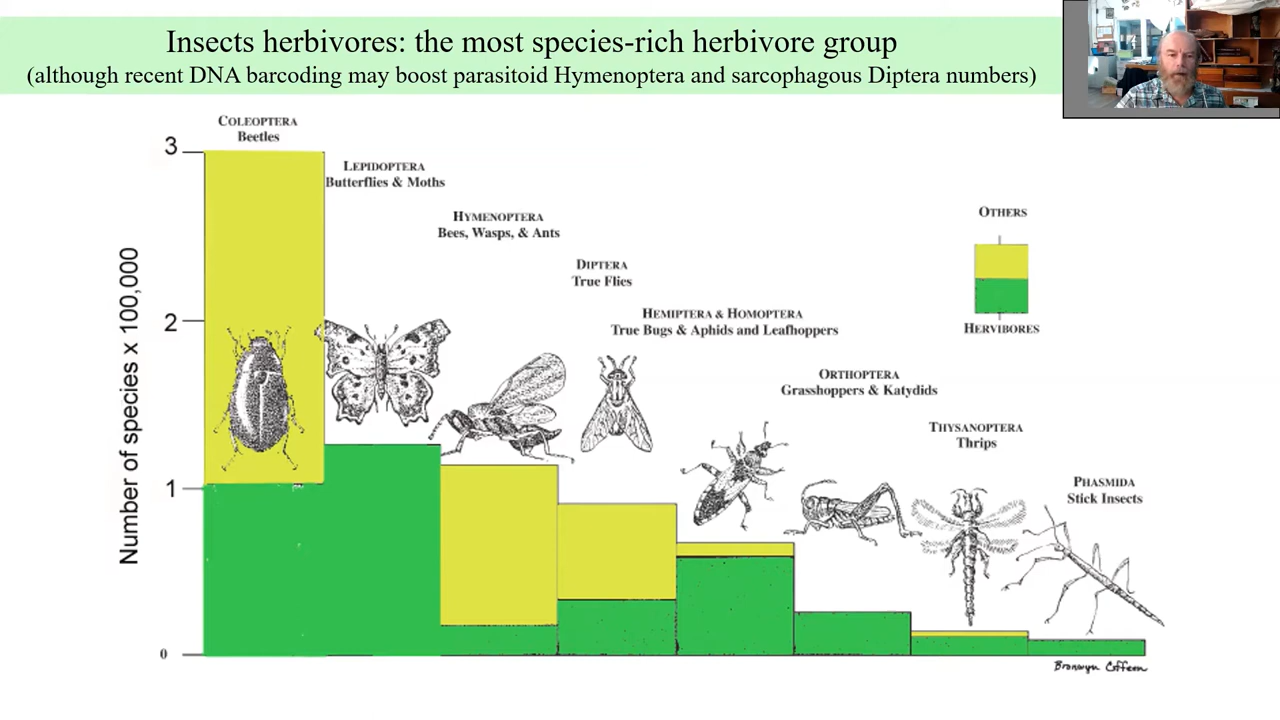 Insects herbivores: the most species-rich herbivore group
(although recent DNA barcoding may boost parasitoid Hymenoptera and sarcophagous Diptera numbers)
COLEOPTERA
Beetles
3
LEPIDOPTERA
Butterflies & Moths
HYMENOPTERA
Bees, Wasps, & Ants
OTHERS
DIPTERA
True Flies
HEMIPTERA & HOMOPTERA
True Bugs & Aphids and Leafhoppers
HERVIBORES
2
ORTHOPTERA
Grasshoppers & Katydids
THYSANOPTERA
Thrips
PHASMIDA
Stick Insects
1
0
Number of species x 100,000
Bronwyn Coffeen